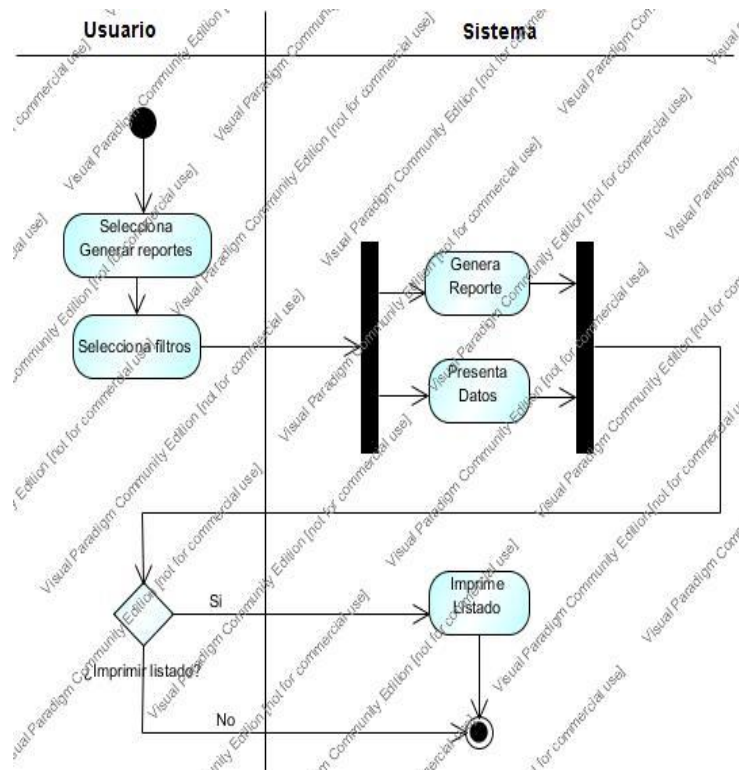 Usuario
Sistema
Selecciona
Generar reportes
Selecciona filtros
Genera
Reporte
Presenta
Datos
Si
Imprime
Listado
¿Imprimir listado?
No
Visual Paradigm Community Edition [not for commercial use]